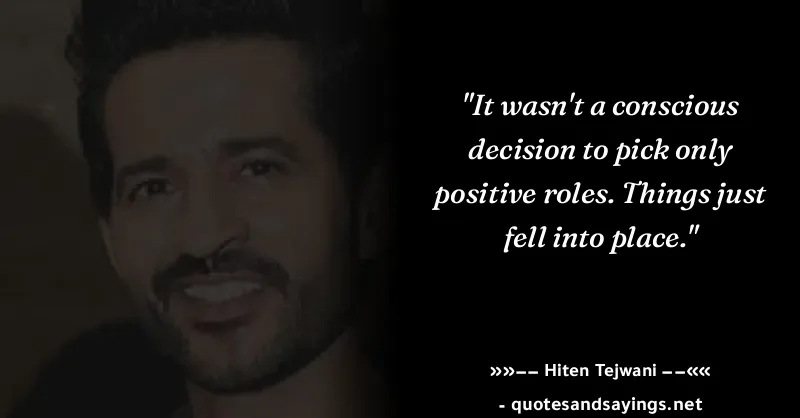 "It wasn't a conscious
decision to pick only
positive roles. Things just
fell into place."
»»-- Hiten Tejwani --««
- quotesandsayings.net